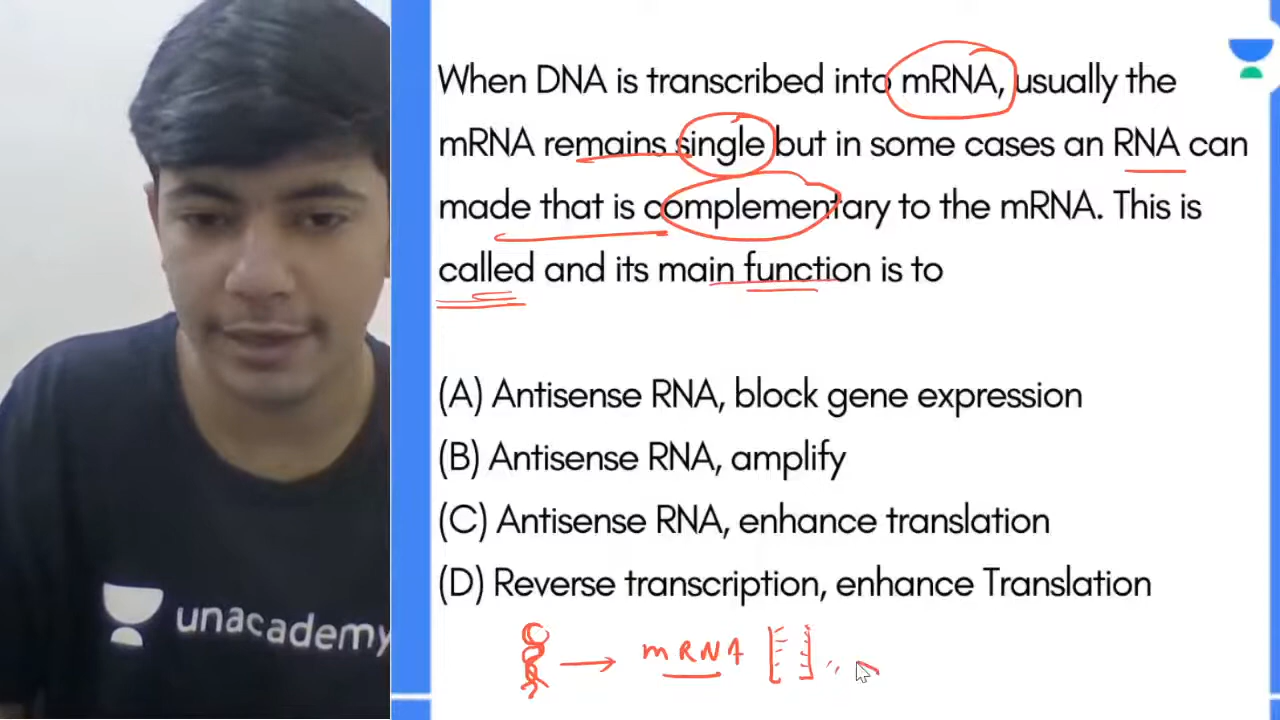 When DNA is transcribed into mRNA, usually the
mRNA remains single but in some cases an RNA can
made that is complementary to the mRNA. This is
called and its main function is to
(A) Antisense RNA, block gene expression
(B) Antisense RNA, amplify
(C) Antisense RNA, enhance translation
(D) Reverse transcription, enhance Translation
mRNA
unacademy